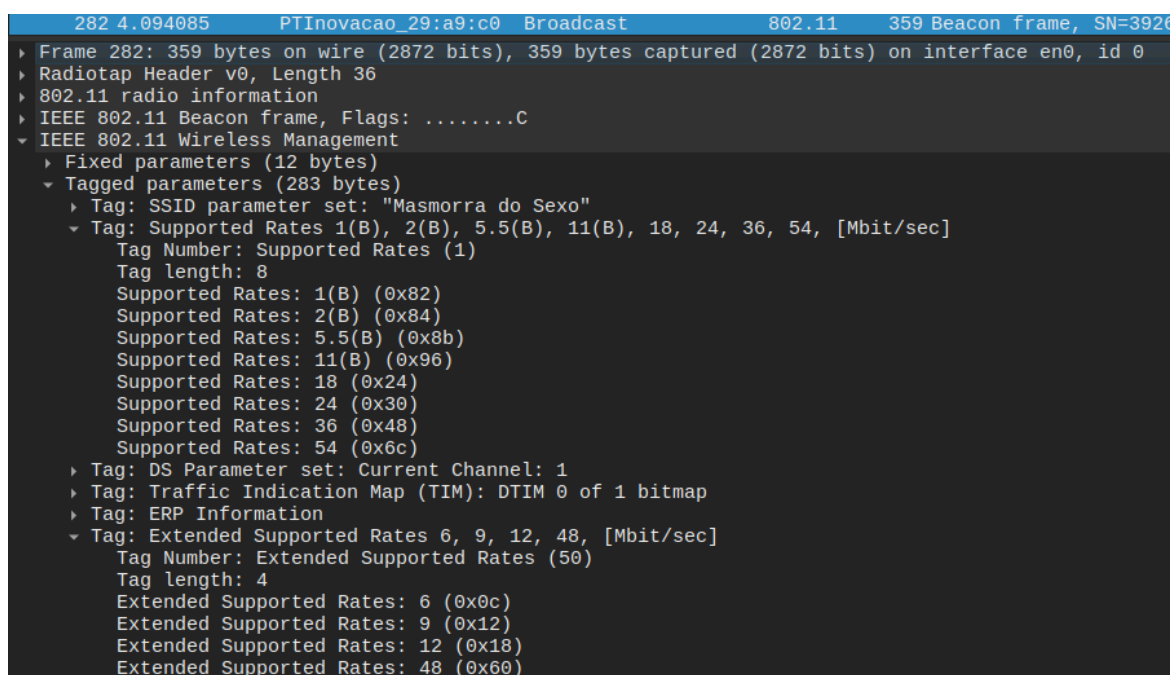 282 4.094085 PTInovacao_29:a9:c0 Broadcast 802.11 359 Beacon frame, SN=3926
Frame 282: 359 bytes on wire (2872 bits), 359 bytes captured (2872 bits) on interface en0, id 0
Radiotap Header v0, Length 36
802.11 radio information
IEEE 802.11 Beacon frame, Flags: ........C
IEEE 802.11 Wireless Management
Fixed parameters (12 bytes)
Tagged parameters (283 bytes)
Tag: SSID parameter set: "Masmorra do Sexo"
Tag: Supported Rates 1(B), 2(B), 5.5(B), 11(B), 18, 24, 36, 54, [Mbit/sec]
Tag Number: Supported Rates (1)
Tag length: 8
Supported Rates: 1(B) (0x82)
Supported Rates: 2(B) (0x84)
Supported Rates: 5.5(B) (0x8b)
Supported Rates: 11(B) (0x96)
Supported Rates: 18 (0x24)
Supported Rates: 24 (0x30)
Supported Rates: 36 (0x48)
Supported Rates: 54 (0x6c)
Tag: DS Parameter set: Current Channel: 1
Tag: Traffic Indication Map (TIM): DTIM 0 of 1 bitmap
Tag: ERP Information
Tag: Extended Supported Rates 6, 9, 12, 48, [Mbit/sec]
Tag Number: Extended Supported Rates (50)
Tag length: 4
Extended Supported Rates: 6 (0x0c)
Extended Supported Rates: 9 (0x12)
Extended Supported Rates: 12 (0x18)
Extended Supported Rates: 48 (0x60)